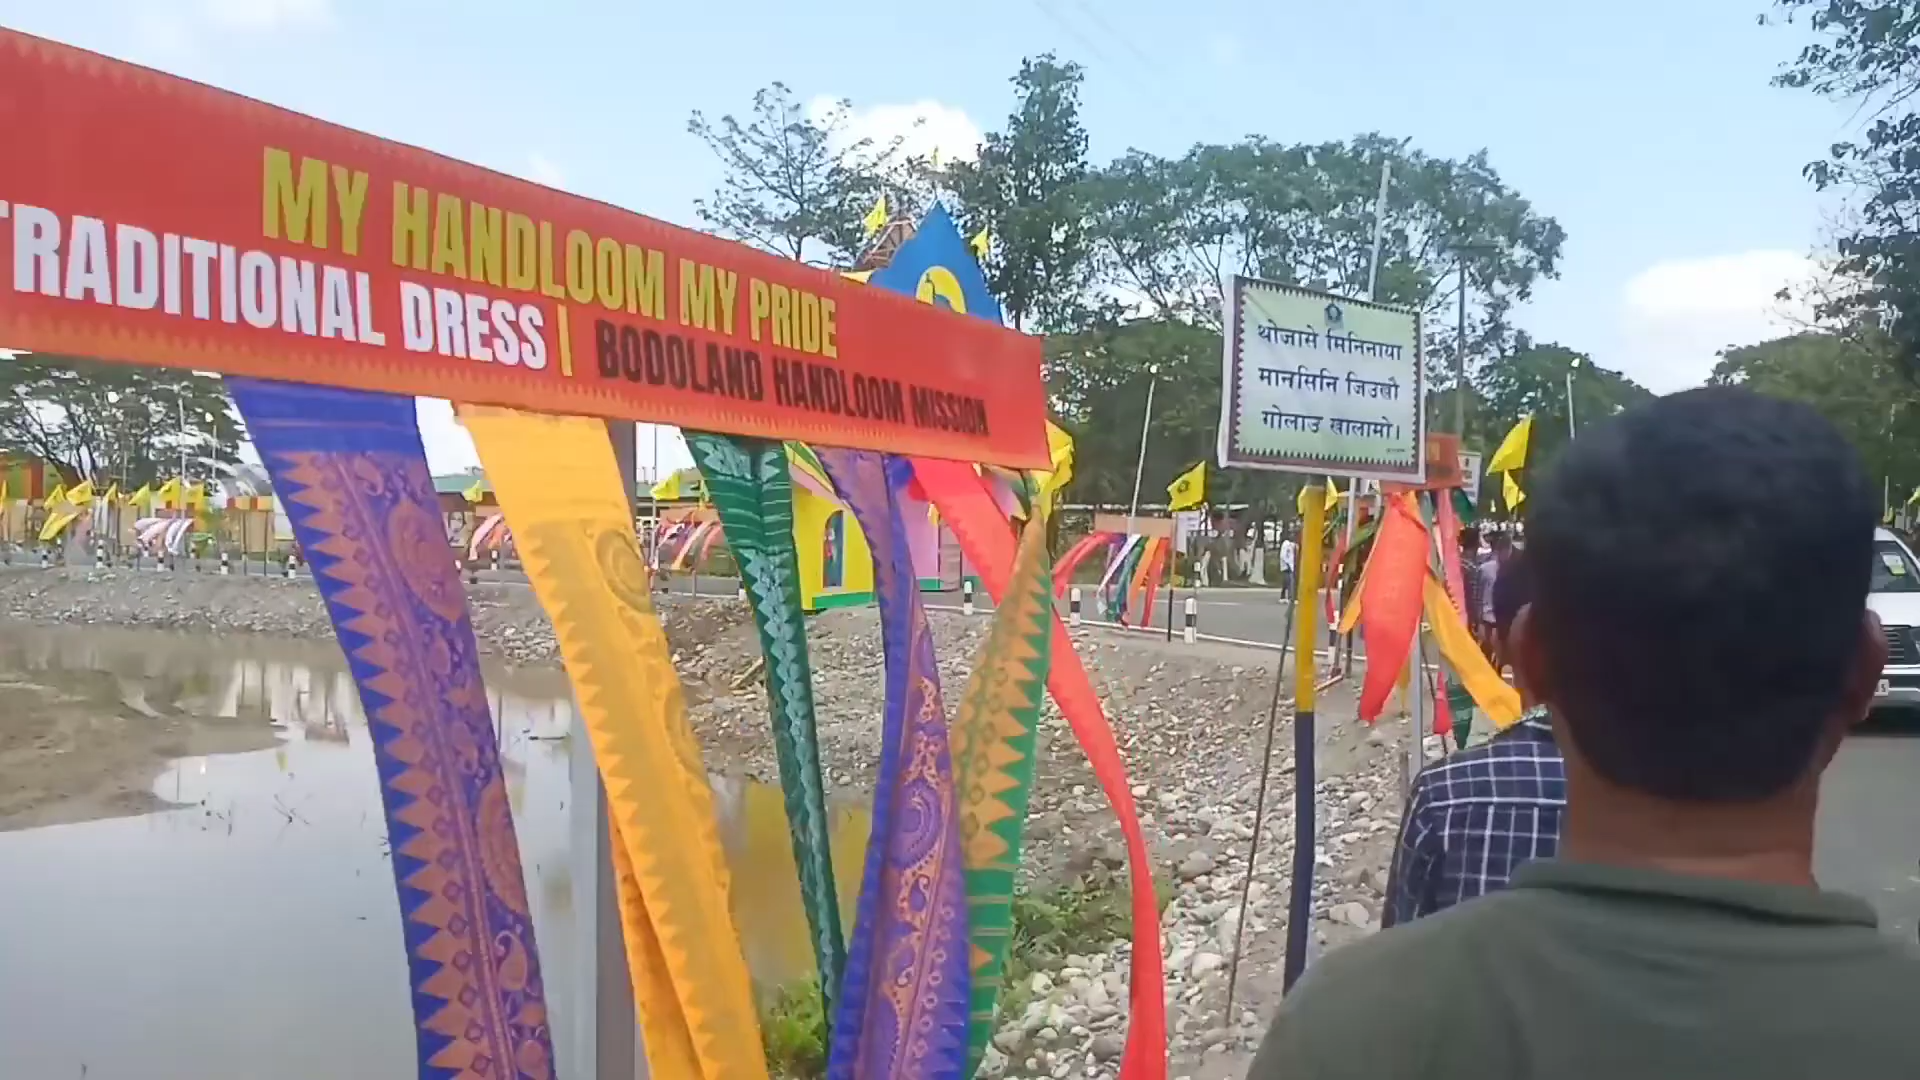 MY HANDLOOM MY PRIDE
TRADITIONAL DRESS | BODOLAND HANDLOOM MISSION
थोजासे मिनिनाया
मानसिनि जिउखौ
गोलाउ खालामो।